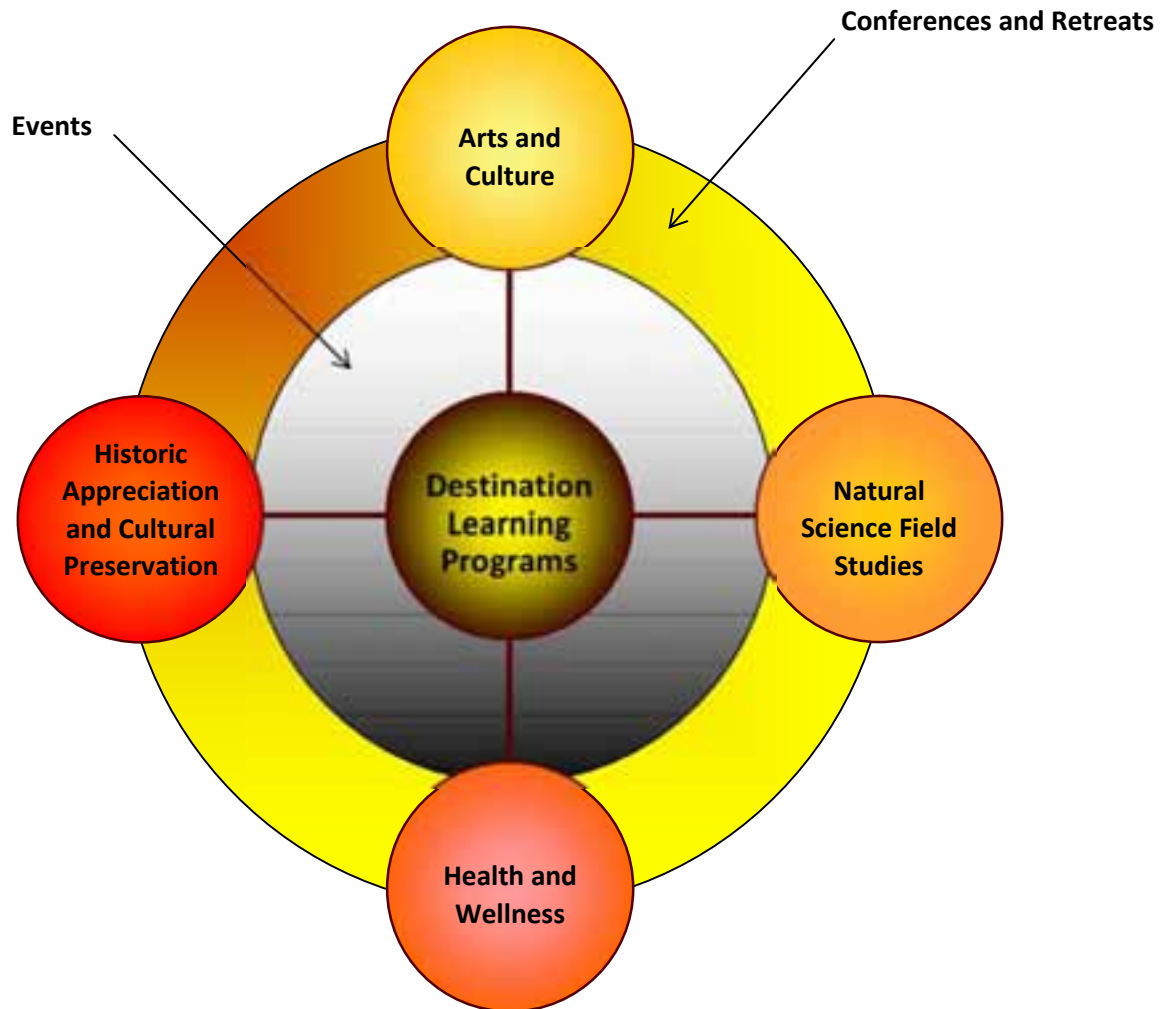 Conferences and Retreats
Events
Arts and
Culture
Historic
Appreciation
and Cultural
Preservation
Destination
Learning
Programs
Natural
Science Field
Studies
Health and
Wellness